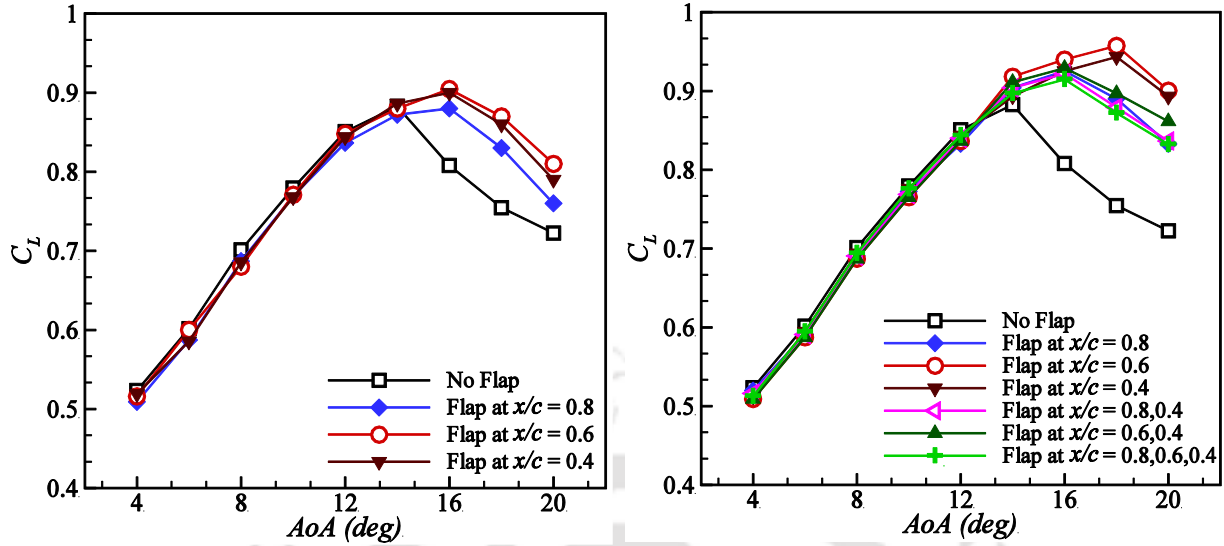 1
0.9
0.8
0.7
0.6
0.5
0.4
C_L
4
8
12
16
20
AoA (deg)
No Flap
Flap at x/c = 0.8
Flap at x/c = 0.6
Flap at x/c = 0.4
1
0.9
0.8
0.7
0.6
0.5
0.4
C_L
4
8
12
16
20
AoA (deg)
No Flap
Flap at x/c = 0.8
Flap at x/c = 0.6
Flap at x/c = 0.4
Flap at x/c = 0.8,0.4
Flap at x/c = 0.6,0.4
Flap at x/c = 0.8,0.6,0.4